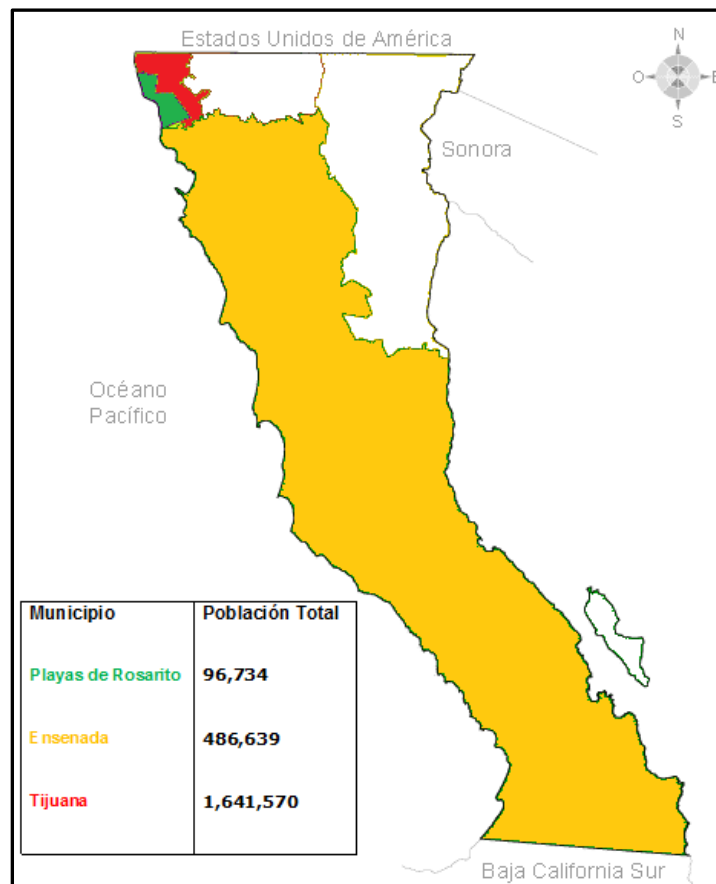 Estados Unidos de América
N
O
E
S
Sonora
Océano
Pacífico
Municipio Población Total
Playas de Rosarito 96,734
Ensenada 486,639
Tijuana 1,641,570
Baja California Sur